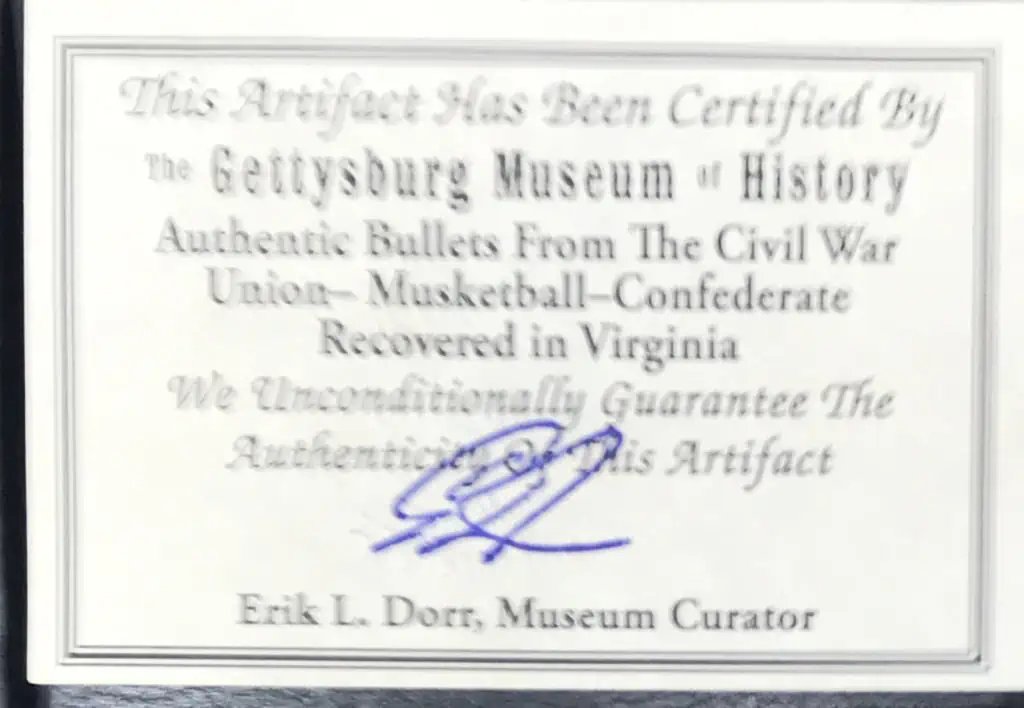 This Artifact Has Been Certified By
The Gettysburg Museum of History
Authentic Bullets From The Civil War
Union– Musketball–Confederate
Recovered in Virginia
We Unconditionally Guarantee The
Authenticity Of This Artifact
Erik L. Dorr, Museum Curator